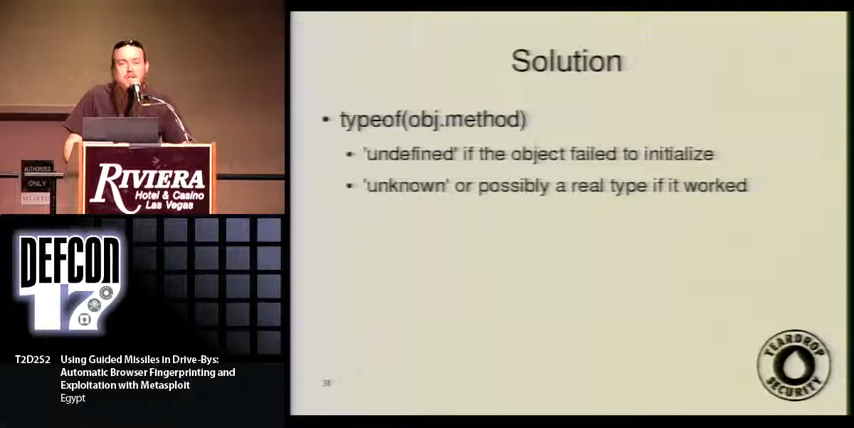 Solution
• typeof(obj.method)
• 'undefined' if the object failed to initialize
• 'unknown' or possibly a real type if it worked
TEARDROP
SECURITY
AUTHORIZED
ONLY
RIVIERA
Hotel & Casino
Las Vegas
DEFCON
17
T2D2S2 Using Guided Missiles in Drive-Bys:
Automatic Browser Fingerprinting and
Exploitation with Metasploit
Egypt